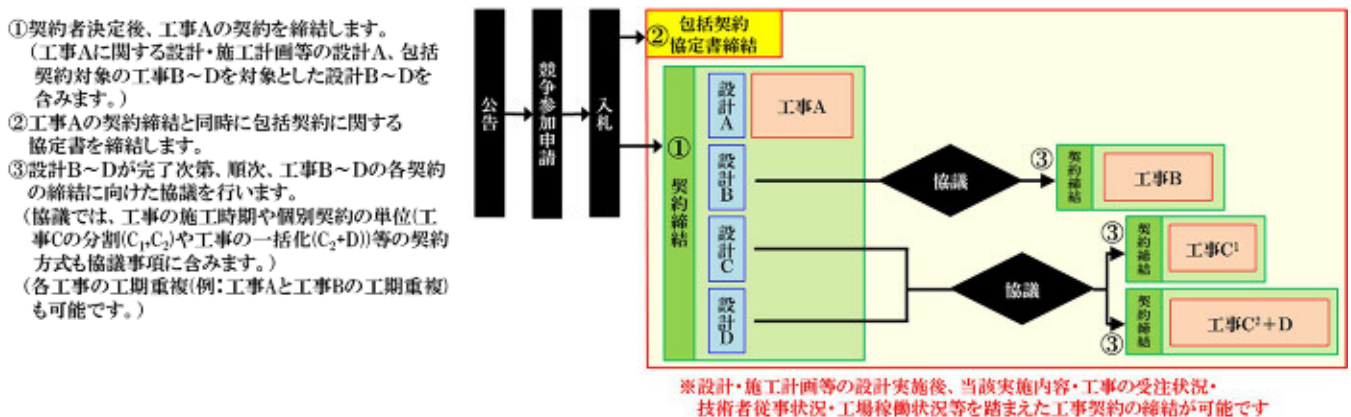 ①契約者決定後、工事Aの契約を締結します。
(工事Aに関する設計・施工計画等の設計A、包括
契約対象の工事B～Dを対象とした設計B～Dを
含みます。)
②工事Aの契約締結と同時に包括契約に関する
協定書を締結します。
③設計B～Dが完了次第、順次、工事B～Dの各契約
の締結に向けた協議を行います。
(協議では、工事の施工時期や個別契約の単位(工
事Cの分割(C₁,C₂)や工事の一括化(C₂+D))等の契約
方式も協議事項に含みます。)
(各工事の工期重複(例：工事Aと工事Bの工期重複)
も可能です。)
公告
競争参加申請
入札
②包括契約
協定書締結
①契約締結
設計A
工事A
設計B
協議
③
契約締結
工事B
設計C
設計D
協議
③
契約締結
工事C¹
③
契約締結
工事C²＋D
※設計・施工計画等の設計実施後、当該実施内容・工事の受注状況・
技術者従事状況・工場稼働状況等を踏まえた工事契約の締結が可能です